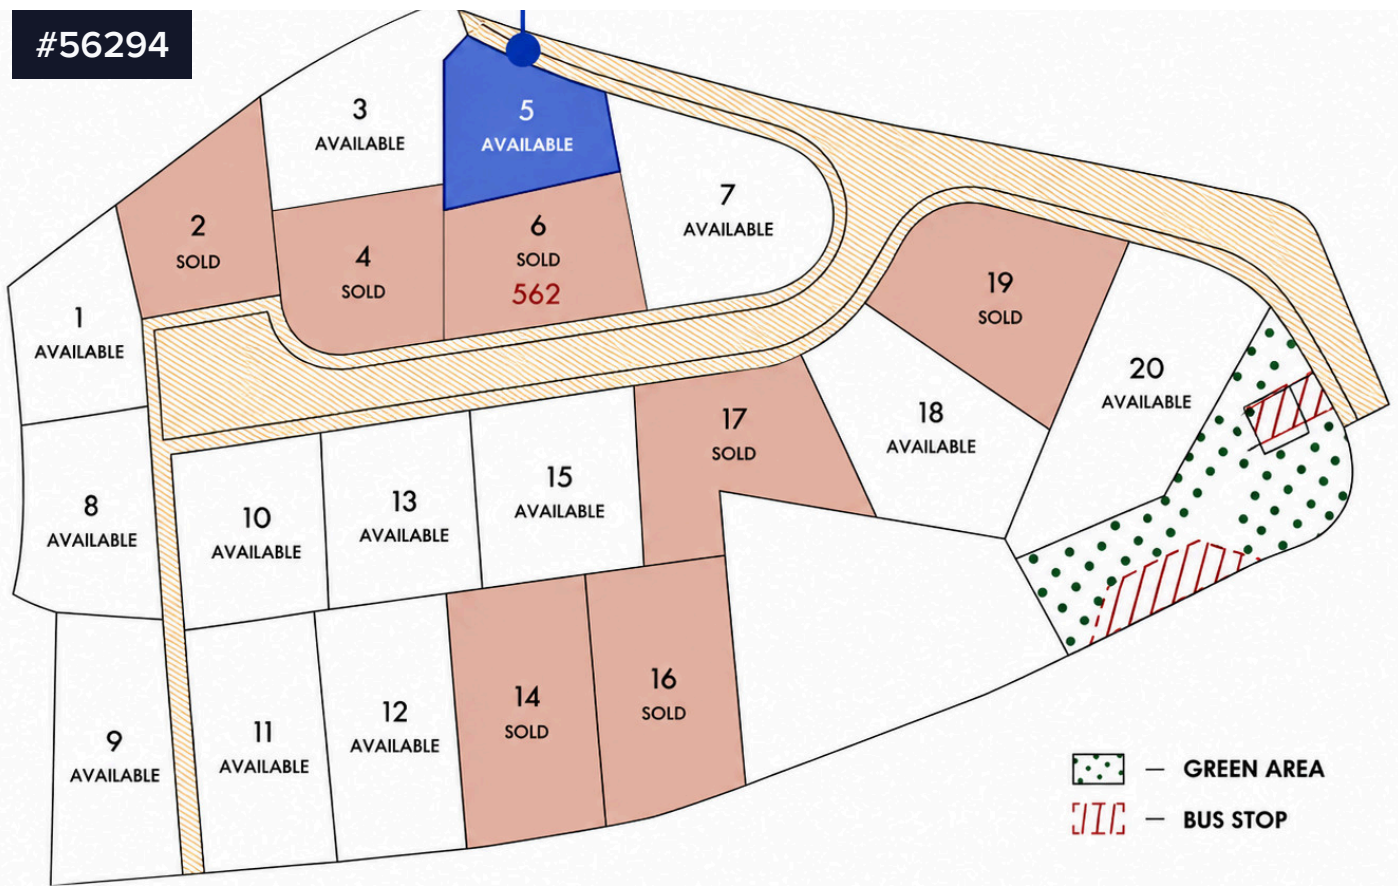 #56294
3
AVAILABLE
5
AVAILABLE
7
AVAILABLE
2
SOLD
4
SOLD
6
SOLD
562
1
AVAILABLE
19
SOLD
20
AVAILABLE
18
AVAILABLE
17
SOLD
15
AVAILABLE
13
AVAILABLE
10
AVAILABLE
8
AVAILABLE
9
AVAILABLE
11
AVAILABLE
12
AVAILABLE
14
SOLD
16
SOLD
— GREEN AREA
— BUS STOP